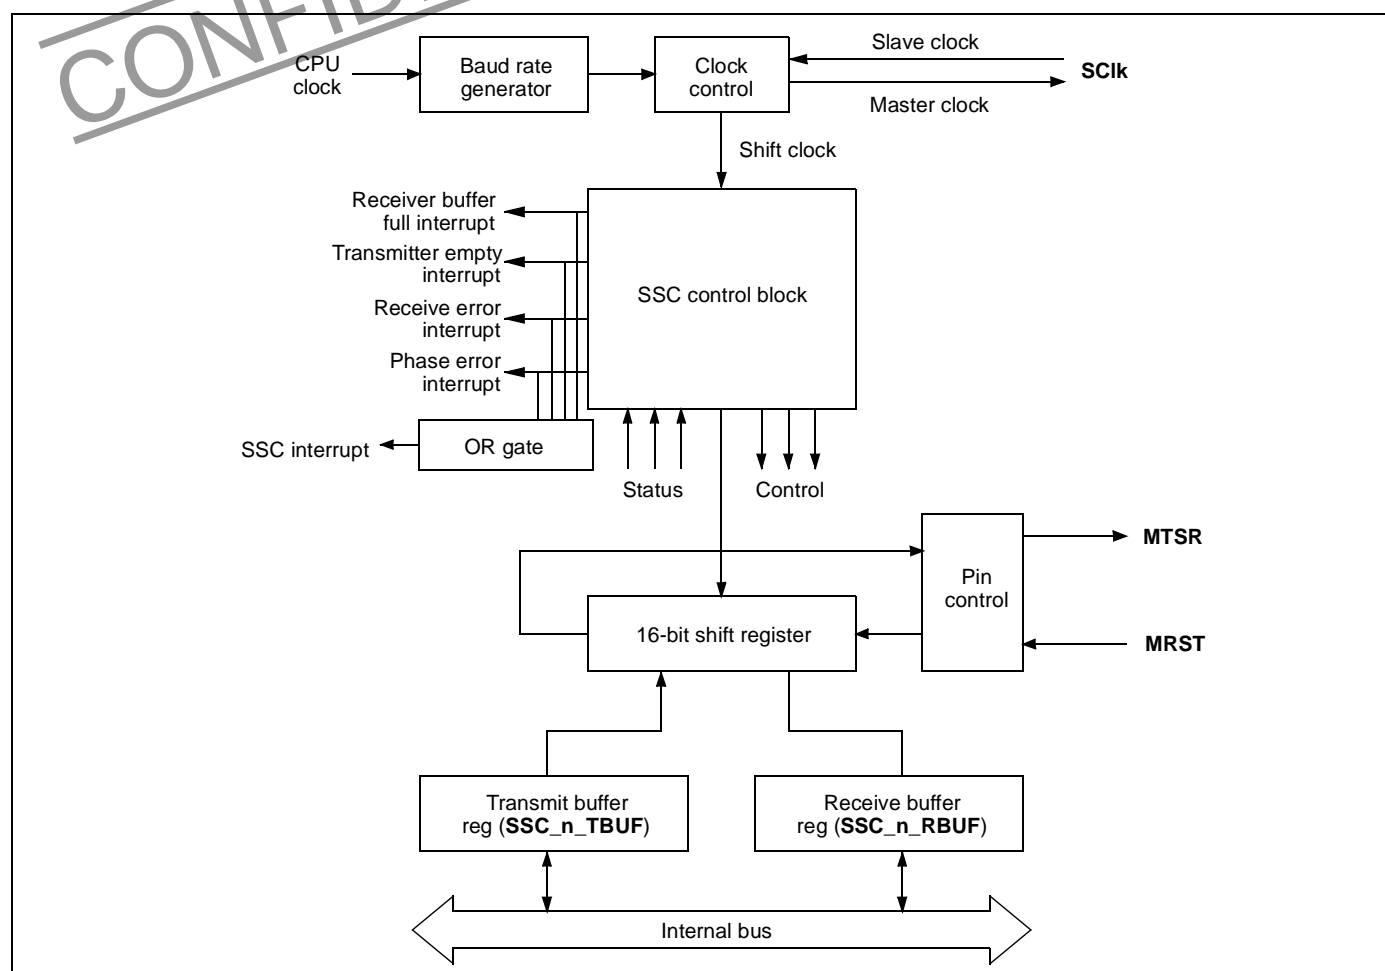 CONFID
CPU
clock
Baud rate
generator
Clock
control
Slave clock
SClk
Master clock
Shift clock
Receiver buffer
full interrupt
Transmitter empty
interrupt
Receive error
interrupt
Phase error
interrupt
SSC control block
SSC interrupt
OR gate
Status
Control
MTSR
Pin
control
16-bit shift register
MRST
Transmit buffer
reg (SSC_n_TBUF)
Receive buffer
reg (SSC_n_RBUF)
Internal bus